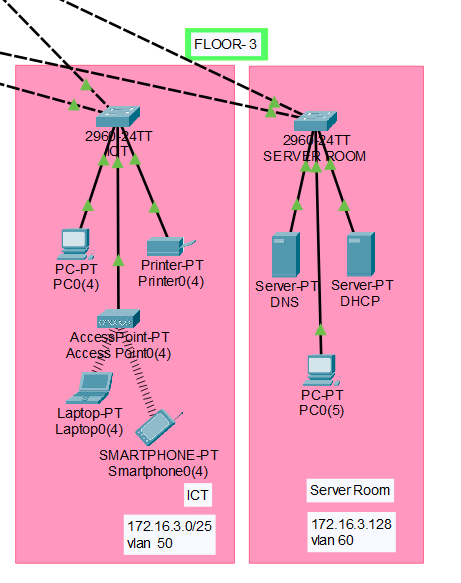 FLOOR- 3
2960-24TT
ICT
2960-24TT
SERVER ROOM
PC-PT
PC0(4)
Printer-PT
Printer0(4)
Server-PT
DNS
Server-PT
DHCP
AccessPoint-PT
Access Point0(4)
Laptop-PT
Laptop0(4)
SMARTPHONE-PT
Smartphone0(4)
PC-PT
PC0(5)
ICT
172.16.3.0/25
vlan 50
Server Room
172.16.3.128
vlan 60